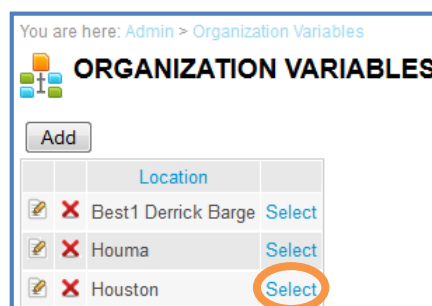 You are here: Admin > Organization Variables
ORGANIZATION VARIABLES
Add
Location
Best1 Derrick Barge Select
Houma Select
Houston Select